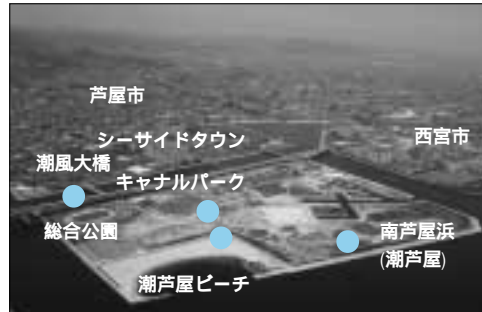 芦屋市
シーサイドタウン
西宮市
潮風大橋
キャナルパーク
総合公園
南芦屋浜
(潮芦屋)
潮芦屋ビーチ